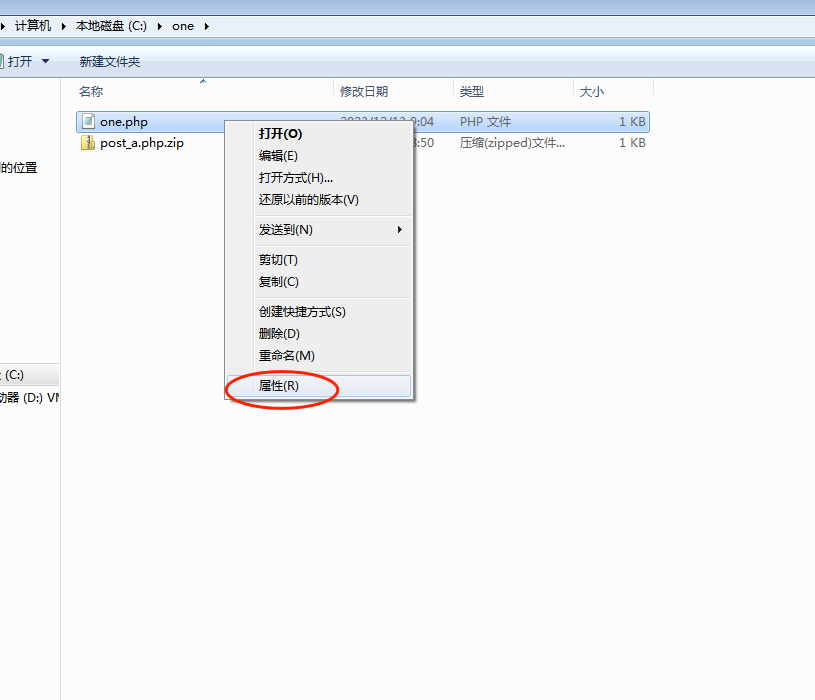 计算机 本地磁盘 (C:) one
打开 新建文件夹
名称 修改日期 类型 大小
one.php 9:04 PHP 文件 1 KB
post_a.php.zip :50 压缩(zipped)文件... 1 KB
打开(O)
编辑(E)
打开方式(H)...
还原以前的版本(V)
发送到(N)
剪切(T)
复制(C)
创建快捷方式(S)
删除(D)
重命名(M)
属性(R)
的位置
(C:)
动器 (D:) VM